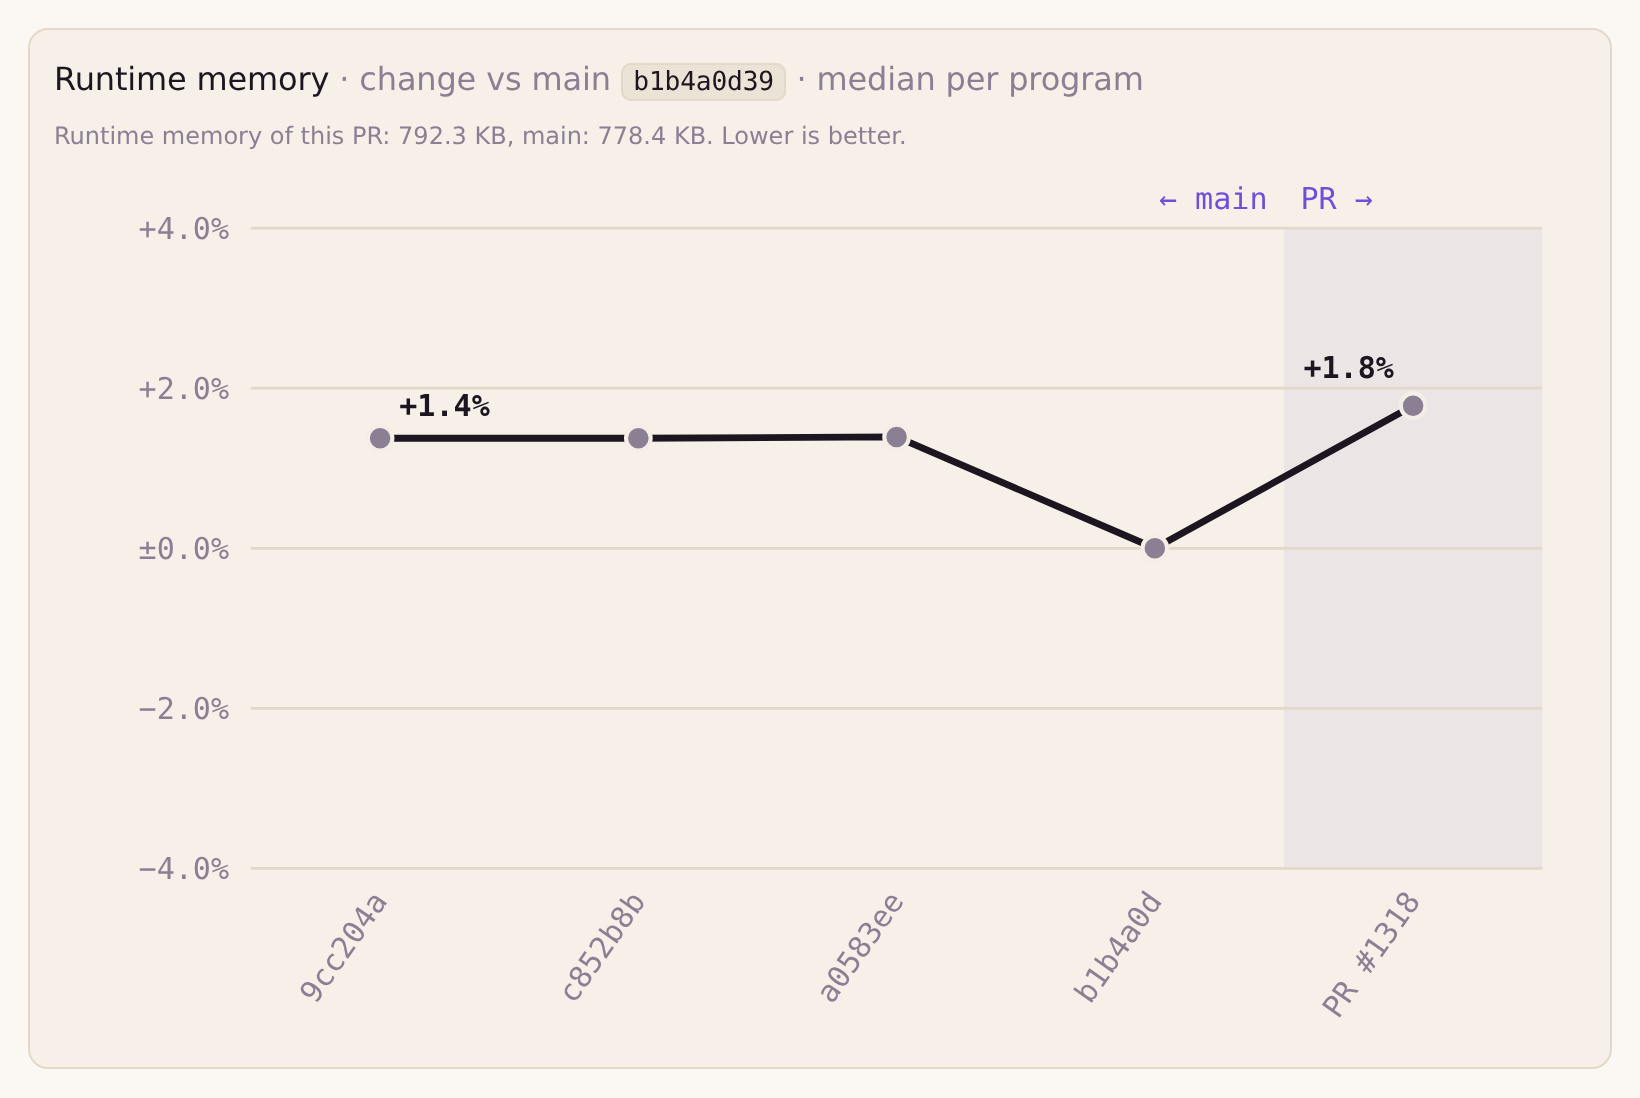 Runtime memory · change vs main b1b4a0d39 · median per program
Runtime memory of this PR: 792.3 KB, main: 778.4 KB. Lower is better.
← main PR →
+4.0%
+2.0%
±0.0%
−2.0%
−4.0%
+1.4%
+1.8%
9cc204a
c852b8b
a0583ee
b1b4a0d
PR #1318